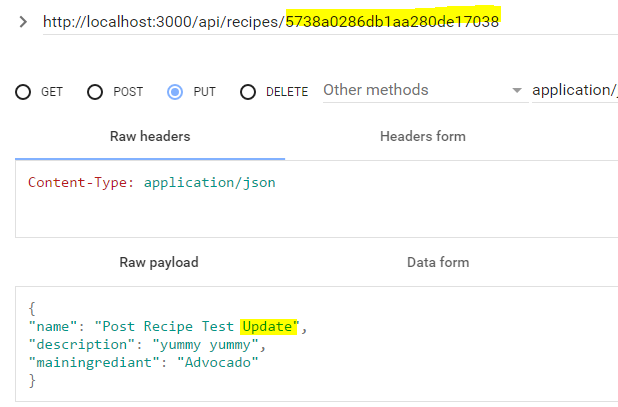 http://localhost:3000/api/recipes/5738a0286db1aa280de17038
GET POST PUT DELETE Other methods application/j
Raw headers Headers form
Content-Type: application/json
Raw payload Data form
{
"name": "Post Recipe Test Update",
"description": "yummy yummy",
"mainingrediant": "Advocado"
}